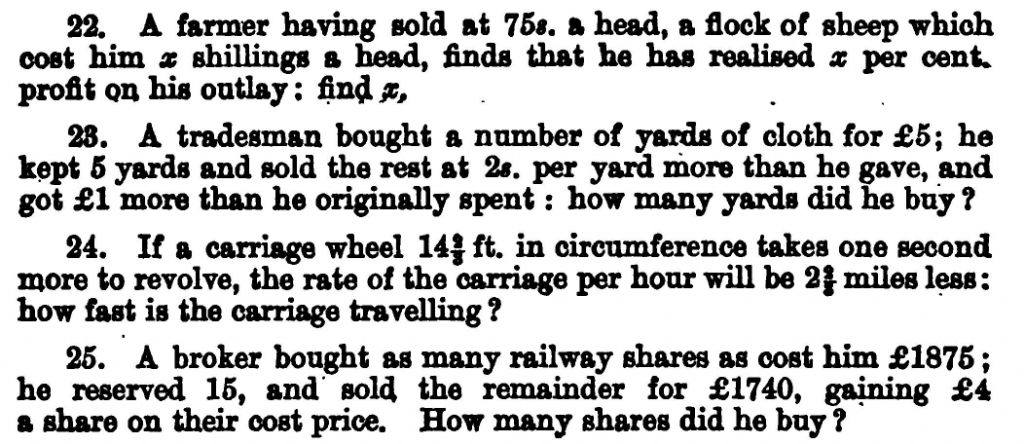 22. A farmer having sold at 75s. a head, a flock of sheep which
cost him x shillings a head, finds that he has realised x per cent.
profit on his outlay: find x,
23. A tradesman bought a number of yards of cloth for £5; he
kept 5 yards and sold the rest at 2s. per yard more than he gave, and
got £1 more than he originally spent: how many yards did he buy?
24. If a carriage wheel 14⅔ ft. in circumference takes one second
more to revolve, the rate of the carriage per hour will be 2⅔ miles less:
how fast is the carriage travelling?
25. A broker bought as many railway shares as cost him £1875;
he reserved 15, and sold the remainder for £1740, gaining £4
a share on their cost price. How many shares did he buy?